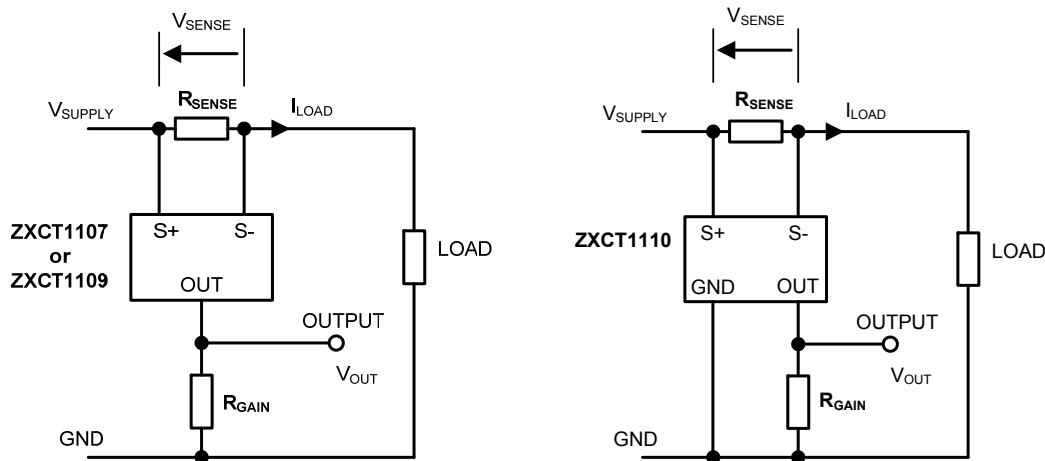 VSENSE
RSENSE
VSUPPLY
ILOAD
S+ S-
ZXCT1107
or
ZXCT1109
OUT
LOAD
OUTPUT
VOUT
RGAIN
GND
VSENSE
RSENSE
VSUPPLY
ILOAD
S+ S-
ZXCT1110
LOAD
GND OUT
OUTPUT
VOUT
RGAIN
GND